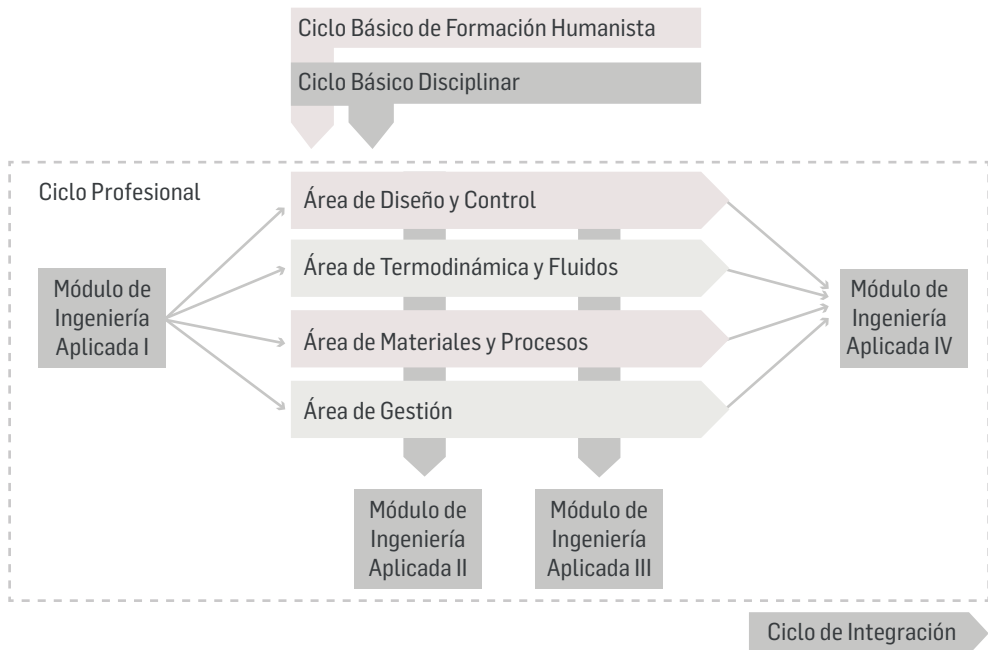 Ciclo Básico de Formación Humanista
Ciclo Básico Disciplinar
Ciclo Profesional
Módulo de
Ingeniería
Aplicada I
Área de Diseño y Control
Área de Termodinámica y Fluidos
Área de Materiales y Procesos
Área de Gestión
Módulo de
Ingeniería
Aplicada IV
Módulo de
Ingeniería
Aplicada II
Módulo de
Ingeniería
Aplicada III
Ciclo de Integración